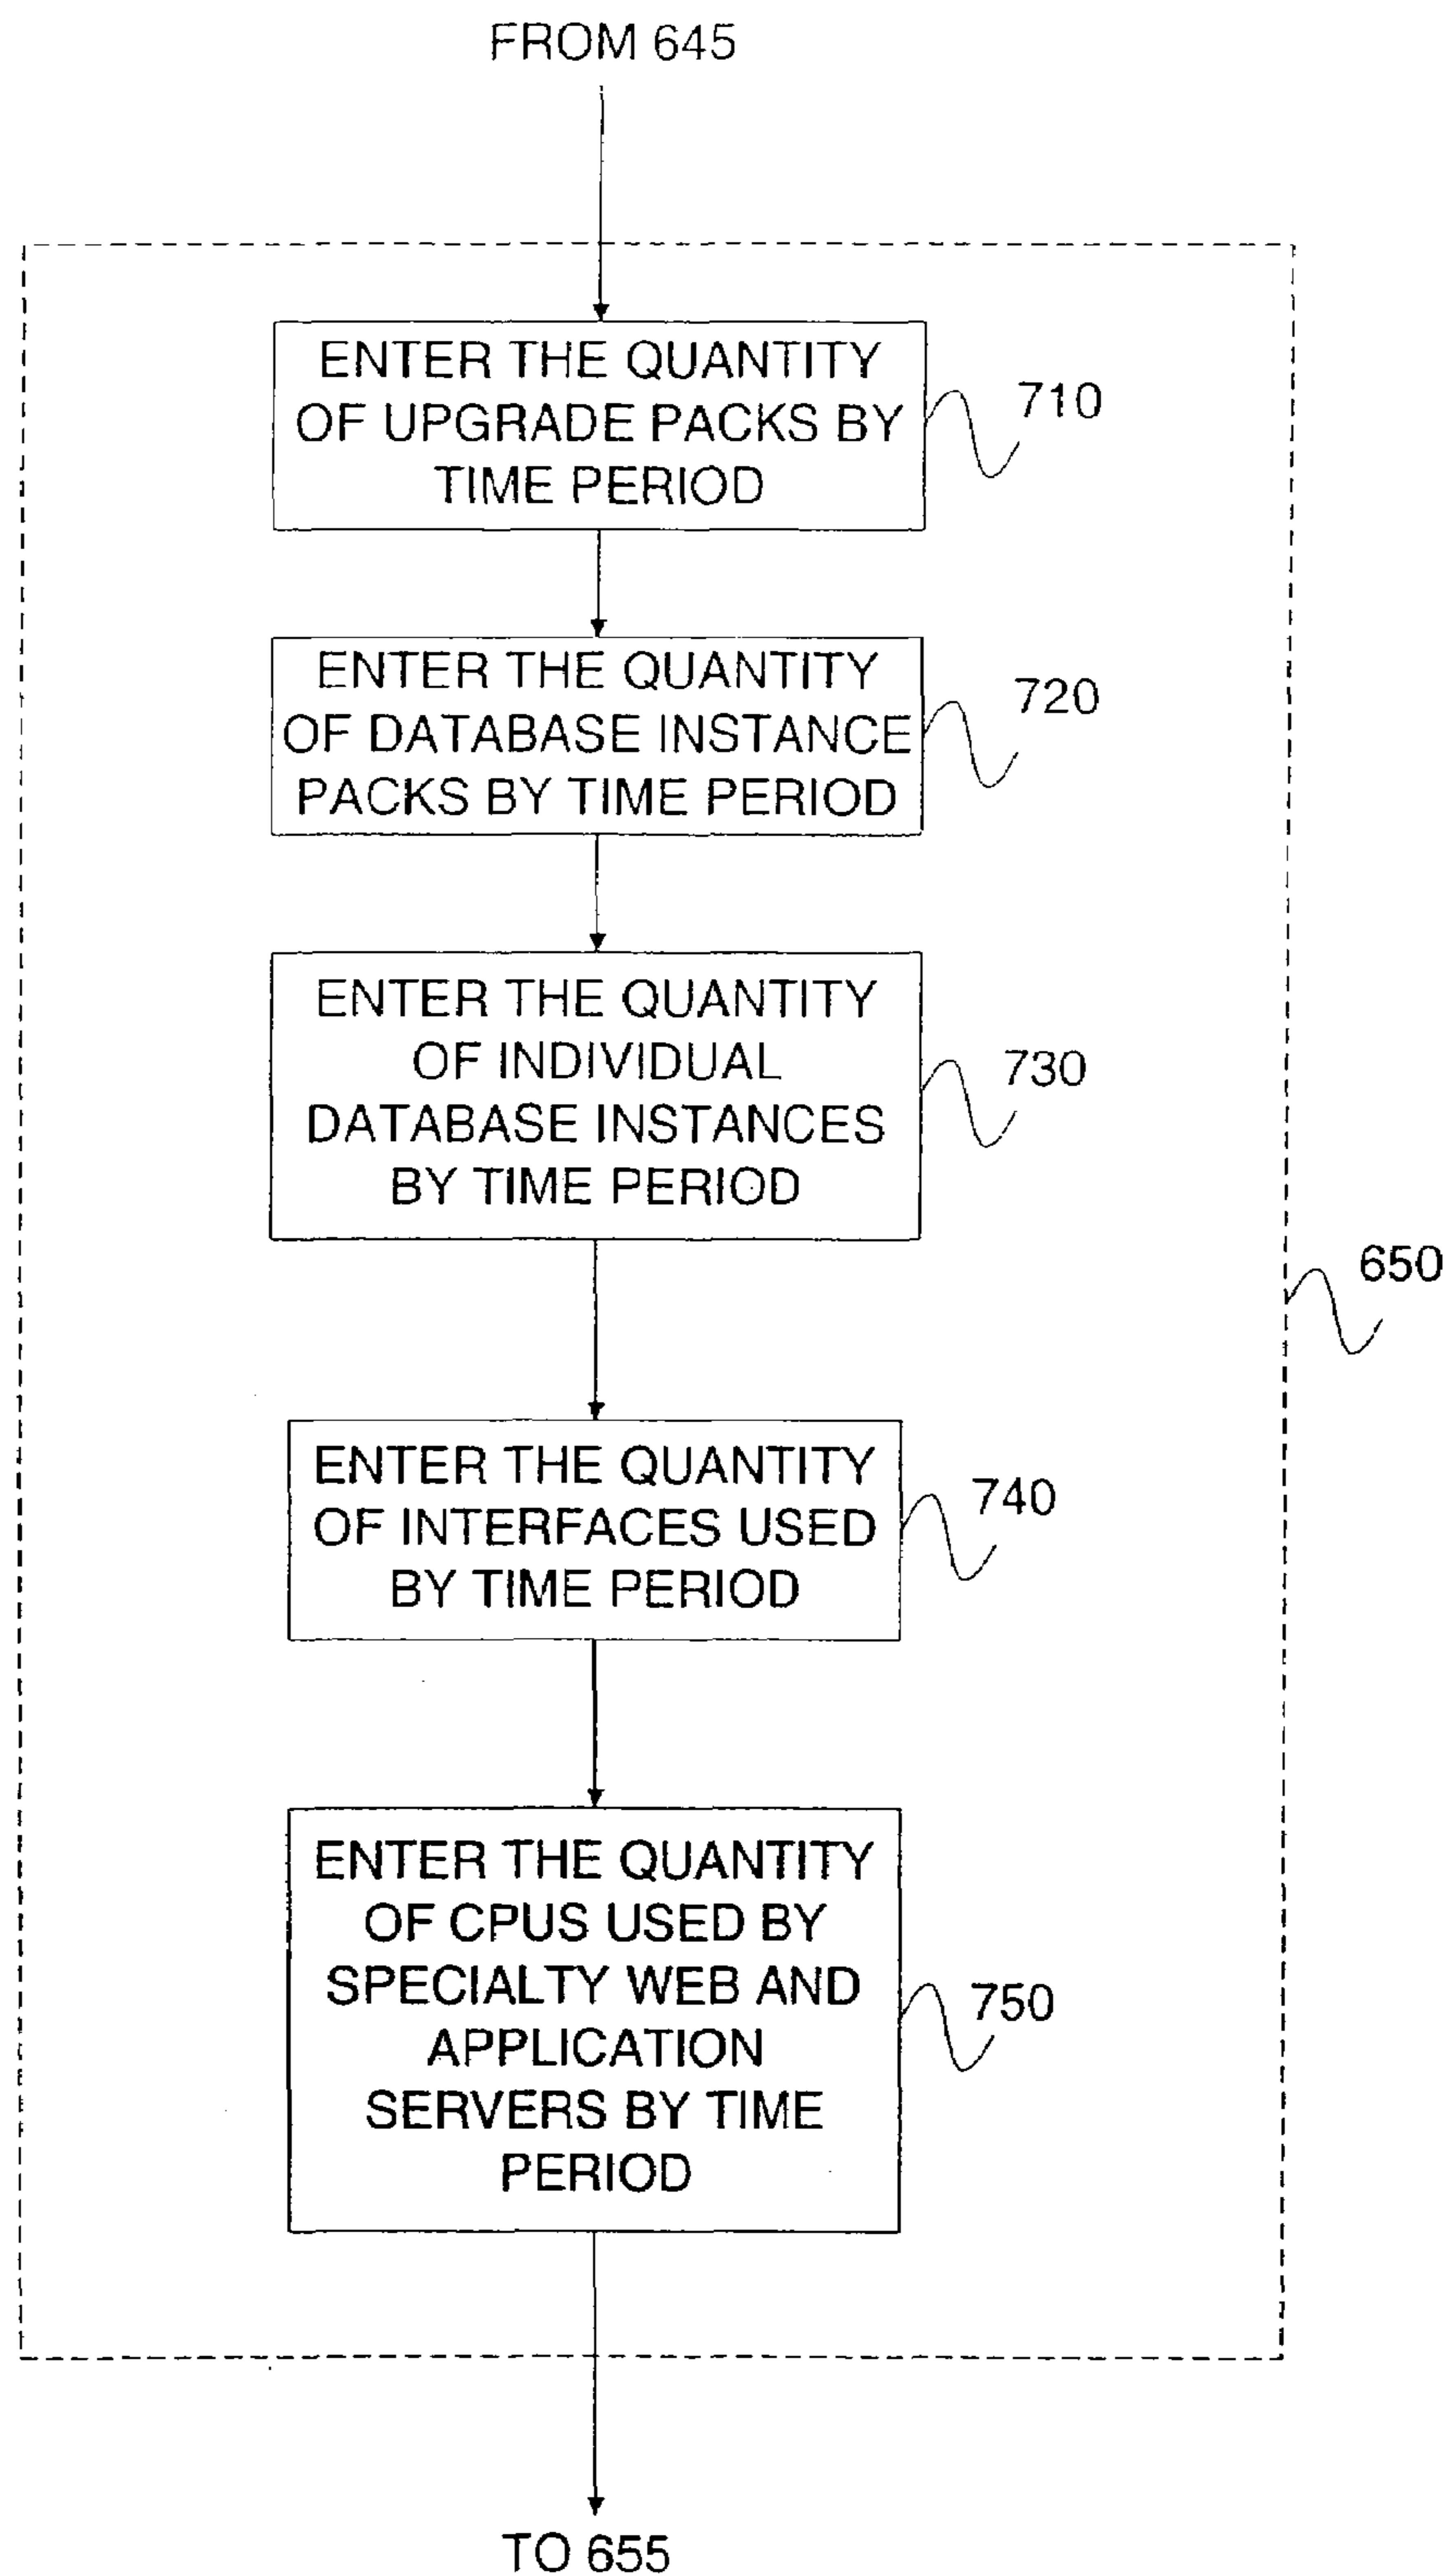 FROM 645
ENTER THE QUANTITY
OF UPGRADE PACKS BY
TIME PERIOD
710
ENTER THE QUANTITY
OF DATABASE INSTANCE
PACKS BY TIME PERIOD
720
ENTER THE QUANTITY
OF INDIVIDUAL
DATABASE INSTANCES
BY TIME PERIOD
730
650
ENTER THE QUANTITY
OF INTERFACES USED
BY TIME PERIOD
740
ENTER THE QUANTITY
OF CPUS USED BY
SPECIALTY WEB AND
APPLICATION
SERVERS BY TIME
PERIOD
750
TO 655